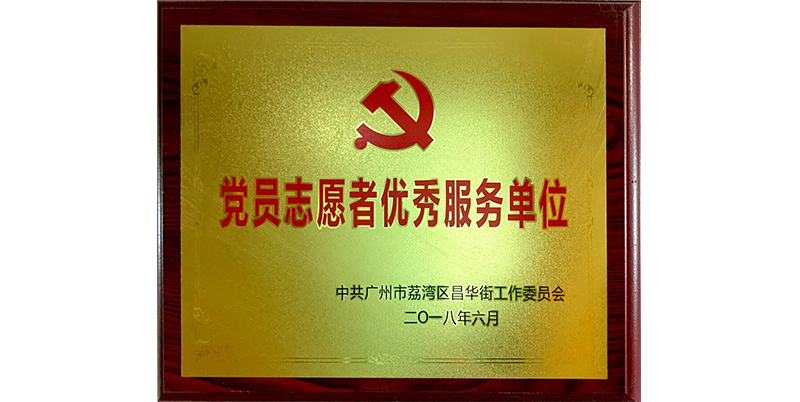 党员志愿者优秀服务单位
中共广州市荔湾区昌华街工作委员会
二〇一八年六月